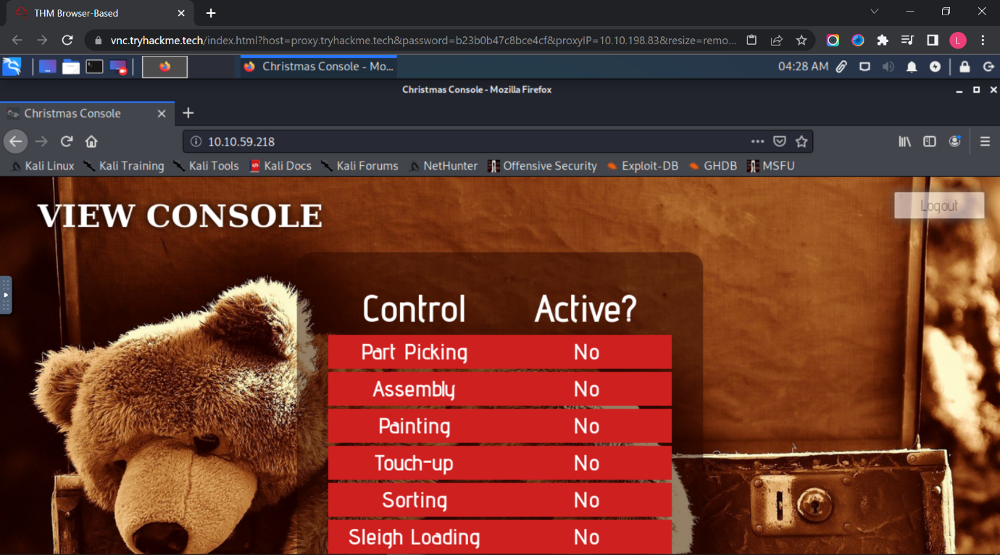 THM Browser-Based
vnc.tryhackme.tech/index.html?host=proxy.tryhackme.tech&password=b23b0b47c8bce4cf&proxyIP=10.10.198.83&resize=remo...
L
Christmas Console - Mo...
04:28 AM
Christmas Console - Mozilla Firefox
Christmas Console
10.10.59.218
Kali Linux Kali Training Kali Tools Kali Docs Kali Forums NetHunter Offensive Security Exploit-DB GHDB MSFU
VIEW CONSOLE
Logout
Control Active?
Part Picking No
Assembly No
Painting No
Touch-up No
Sorting No
Sleigh Loading No